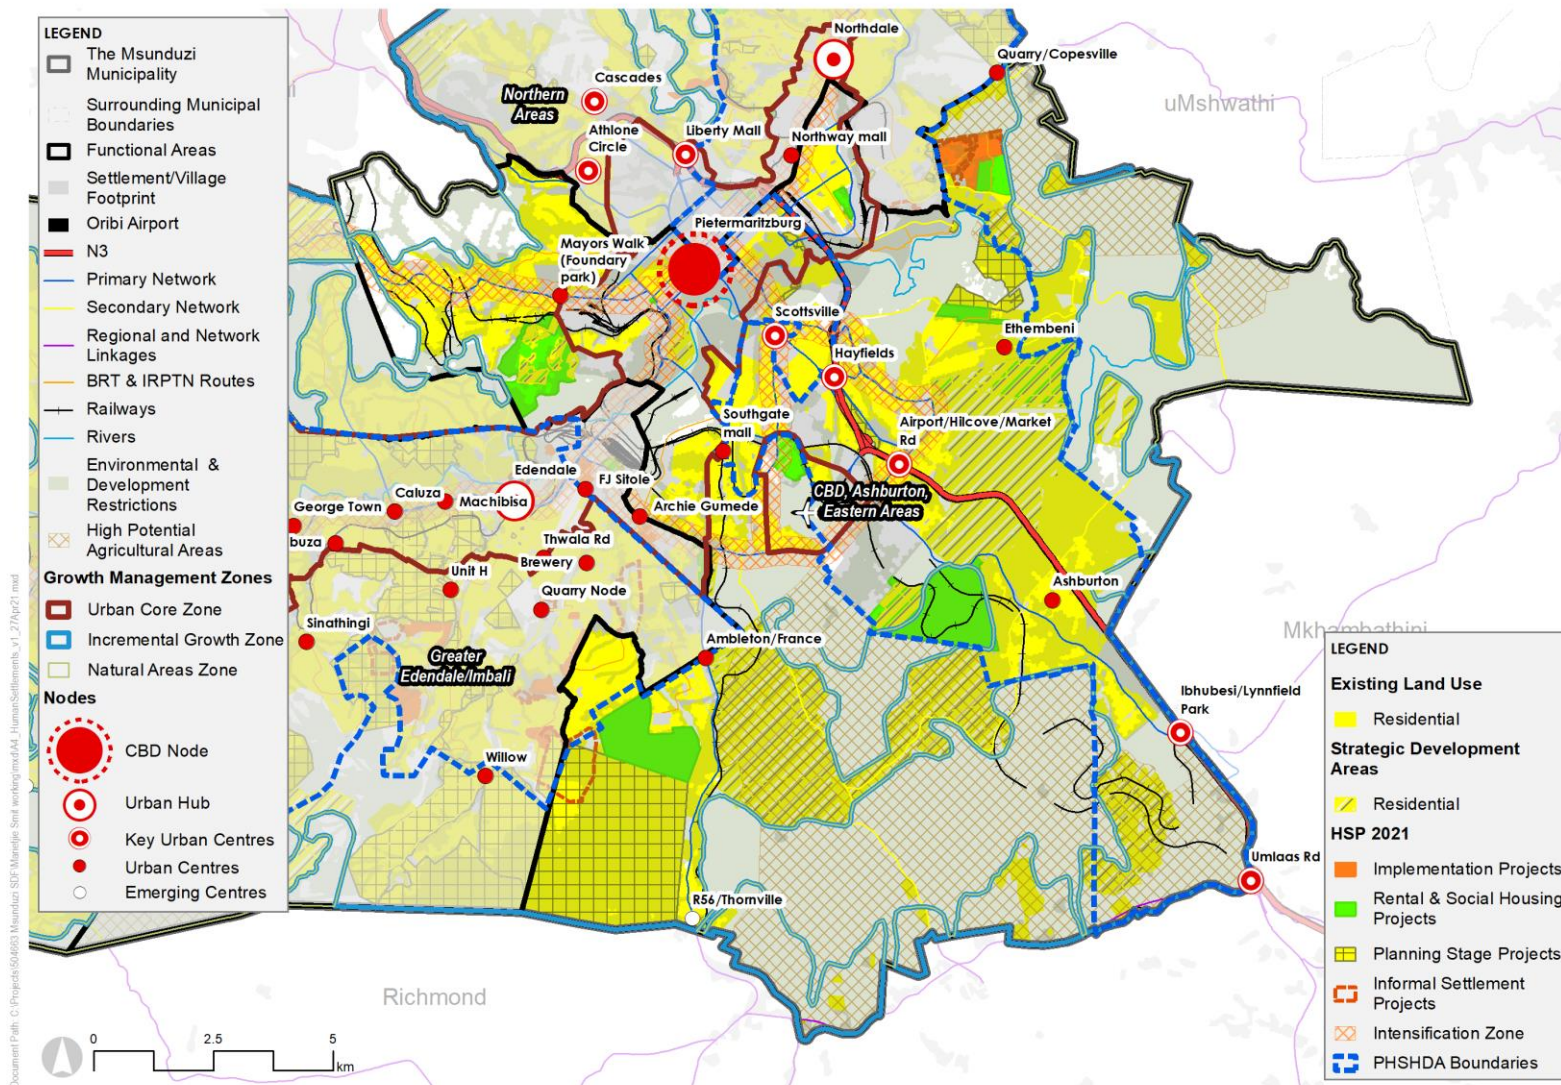 LEGEND
The Msunduzi
Municipality
Surrounding Municipal
Boundaries
Functional Areas
Settlement/Village
Footprint
Oribi Airport
N3
Primary Network
Secondary Network
Regional and Network
Linkages
BRT & IRPTN Routes
Railways
Rivers
Environmental &
Development
Restrictions
High Potential
Agricultural Areas
Growth Management Zones
Urban Core Zone
Incremental Growth Zone
Natural Areas Zone
Nodes
CBD Node
Urban Hub
Key Urban Centres
Urban Centres
Emerging Centres
Northdale
Quarry/Copesville
Cascades
Northern
Areas
uMshwathi
Athlone
Circle
Liberty Mall
Northway mall
Pietermaritzburg
Mayors Walk
(Foundary
park)
Scottsville
Ethembeni
Hayfields
Southgate
mall
Airport/Hilcove/Market
Rd
Edendale
FJ Sitole
CBD, Ashburton,
Eastern Areas
Caluza
Machibisa
George Town
Archie Gumede
buza
Thwala Rd
Brewery
Unit H
Ashburton
Quarry Node
Sinathingi
Mkhambathini
Ambleton/France
Greater
Edendale/Imbali
Ibhubesi/Lynnfield
Park
Willow
Umlaas Rd
R56/Thornville
Richmond
0 2.5 5
km
LEGEND
Existing Land Use
Residential
Strategic Development
Areas
Residential
HSP 2021
Implementation Projects
Rental & Social Housing
Projects
Planning Stage Projects
Informal Settlement
Projects
Intensification Zone
PHSHDA Boundaries